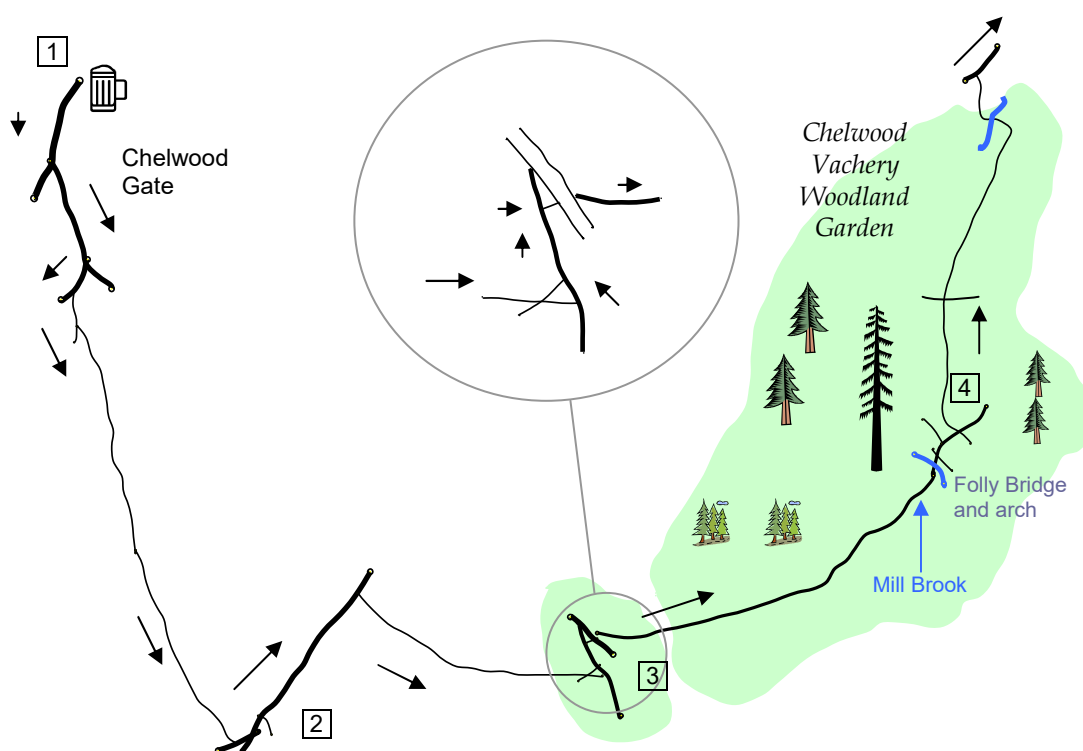 1
Chelwood
Gate
Chelwood
Vachery
Woodland
Garden
4
Folly Bridge
and arch
Mill Brook
3
2